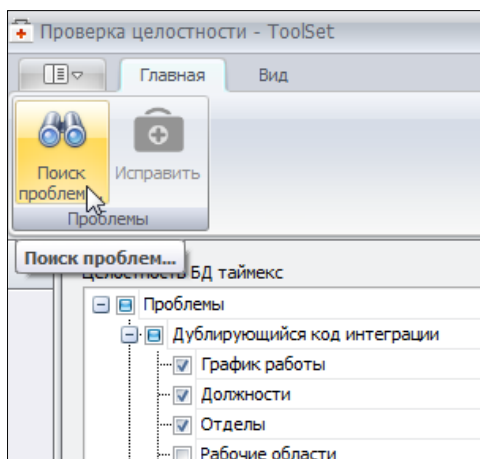 Проверка целостности - ToolSet
Главная Вид
Поиск Исправить
проблем...
Проблемы
Поиск проблем...
Целостность БД таймекс
Проблемы
Дублирующийся код интеграции
График работы
Должности
Отделы
Рабочие области